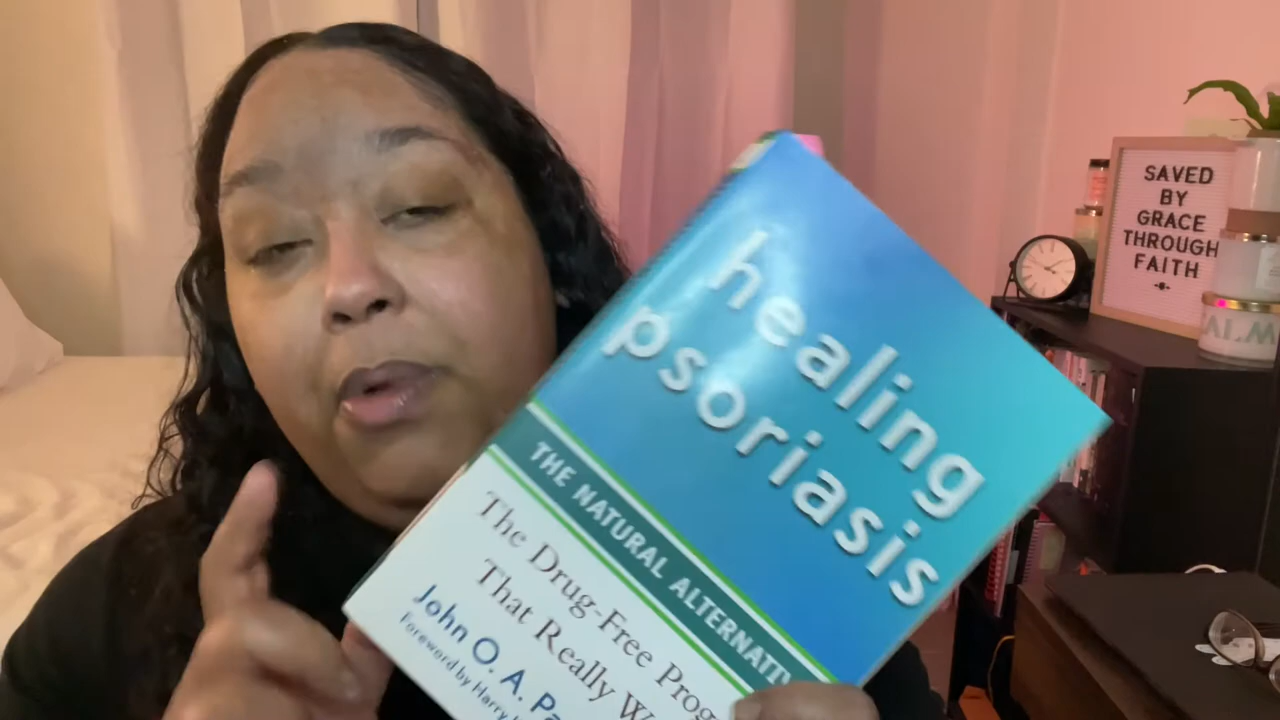 healing
psoriasis
THE NATURAL ALTERNATIV
The Drug-Free Prog
That Really W
John O. A. Pa
Foreword by Harry
SAVED
BY
GRACE
THROUGH
FAITH